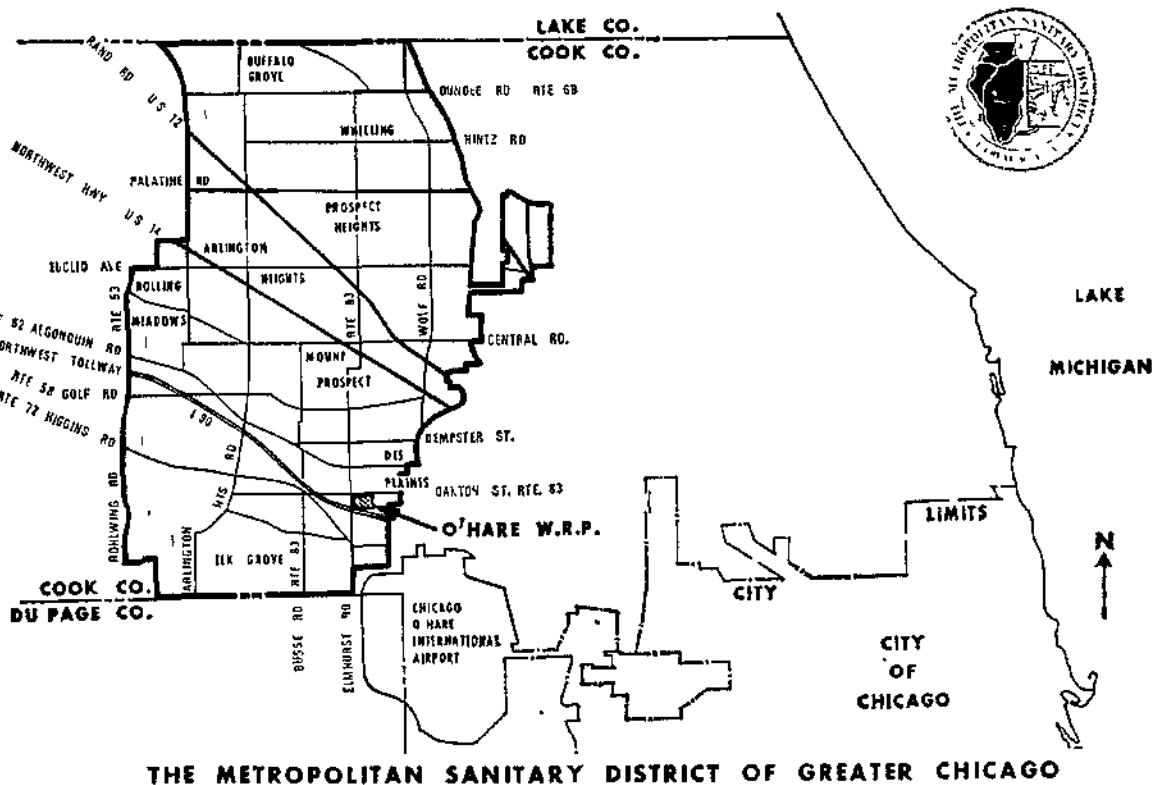 LAKE CO.
COOK CO.
RAND RD US 12
BUFFALO
GROVE
DUNDEE RD RTE 68
WHEELING
HINTZ RD
NORTHWEST HWY US 14
PALATINE RD
PROSPECT
HEIGHTS
ARLINGTON
HEIGHTS
EUCLID AVE
ROLLING
MEADOWS
RTE 53
RTE 83
WOLF RD
LAKE
MICHIGAN
62 ALGONQUIN RD
NORTHWEST TOLLWAY
CENTRAL RD.
MOUNT
PROSPECT
RTE 58 GOLF RD
RTE 72 HIGGINS RD
I 90
DEMPSTER ST.
DES
PLAINES
OAKTON ST. RTE. 83
O'HARE W.R.P.
ROHLWING RD
ARLINGTON HTS RD
ELK GROVE
RTE 83
BUSSE RD
ELMHURST RD
COOK CO.
DU PAGE CO.
CHICAGO
O HARE
INTERNATIONAL
AIRPORT
CITY
LIMITS
N
CITY
OF
CHICAGO
THE METROPOLITAN SANITARY DISTRICT OF GREATER CHICAGO